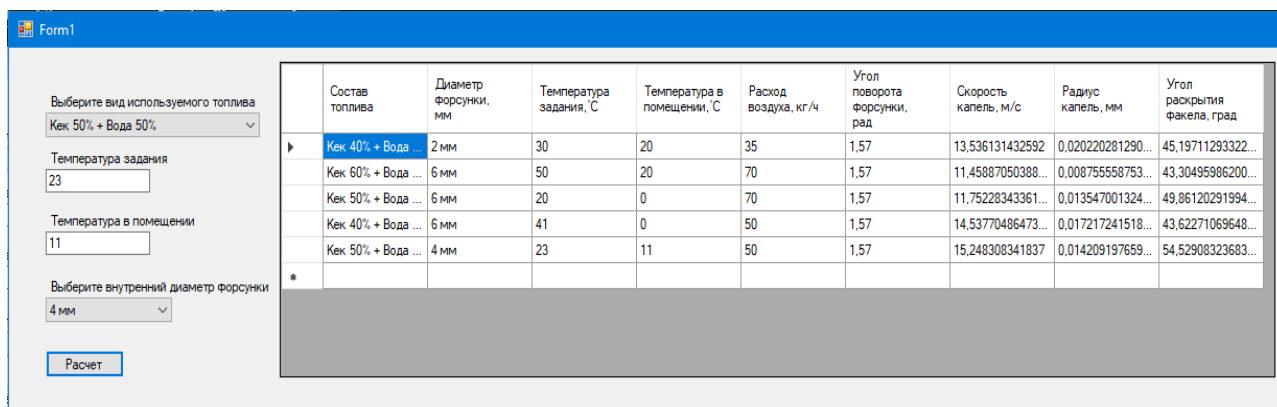 Form1
Выберите вид используемого топлива
Кек 50% + Вода 50%
Температура задания
23
Температура в помещении
11
Выберите внутренний диаметр форсунки
4 мм
Расчет
Состав топлива
Диаметр форсунки, мм
Температура задания, ̊С
Температура в помещении, ̊С
Расход воздуха, кг/ч
Угол поворота форсунки, рад
Скорость капель, м/с
Радиус капель, мм
Угол раскрытия факела, град
Кек 40% + Вода ... 2 мм 30 20 35 1,57 13,536131432592 0,020220281290... 45,19711293322...
Кек 60% + Вода ... 6 мм 50 20 70 1,57 11,45887050388... 0,008755558753... 43,30495986200...
Кек 50% + Вода ... 6 мм 20 0 70 1,57 11,75228343361... 0,013547001324... 49,86120291994...
Кек 40% + Вода ... 6 мм 41 0 50 1,57 14,53770486473... 0,017217241518... 43,62271069648...
Кек 50% + Вода ... 4 мм 23 11 50 1,57 15,248308341837 0,014209197659... 54,52908323683...